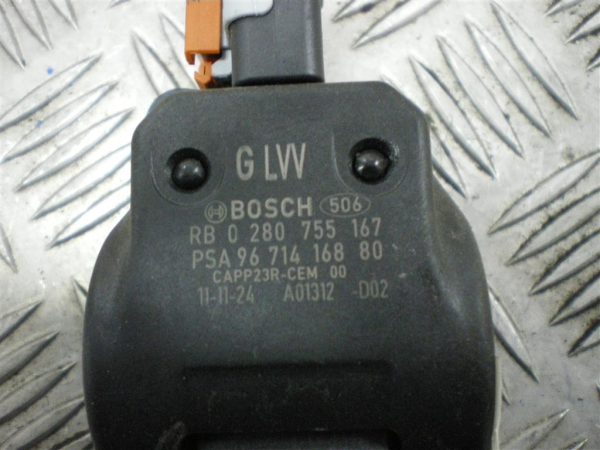 G LW
BOSCH 506
RB 0 280 755 167
PSA 96 714 168 80
CAPP23R-CEM 00
11-11-24 A01312 -D02